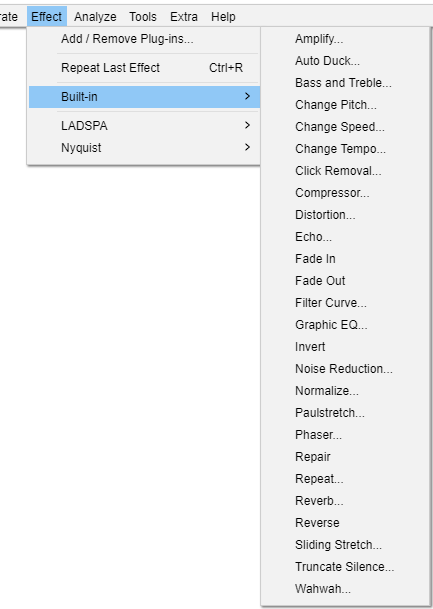 rate Effect Analyze Tools Extra Help
Add / Remove Plug-ins...
Repeat Last Effect Ctrl+R
Built-in >
LADSPA >
Nyquist >
Amplify...
Auto Duck...
Bass and Treble...
Change Pitch...
Change Speed...
Change Tempo...
Click Removal...
Compressor...
Distortion...
Echo...
Fade In
Fade Out
Filter Curve...
Graphic EQ...
Invert
Noise Reduction...
Normalize...
Paulstretch...
Phaser...
Repair
Repeat...
Reverb...
Reverse
Sliding Stretch...
Truncate Silence...
Wahwah...